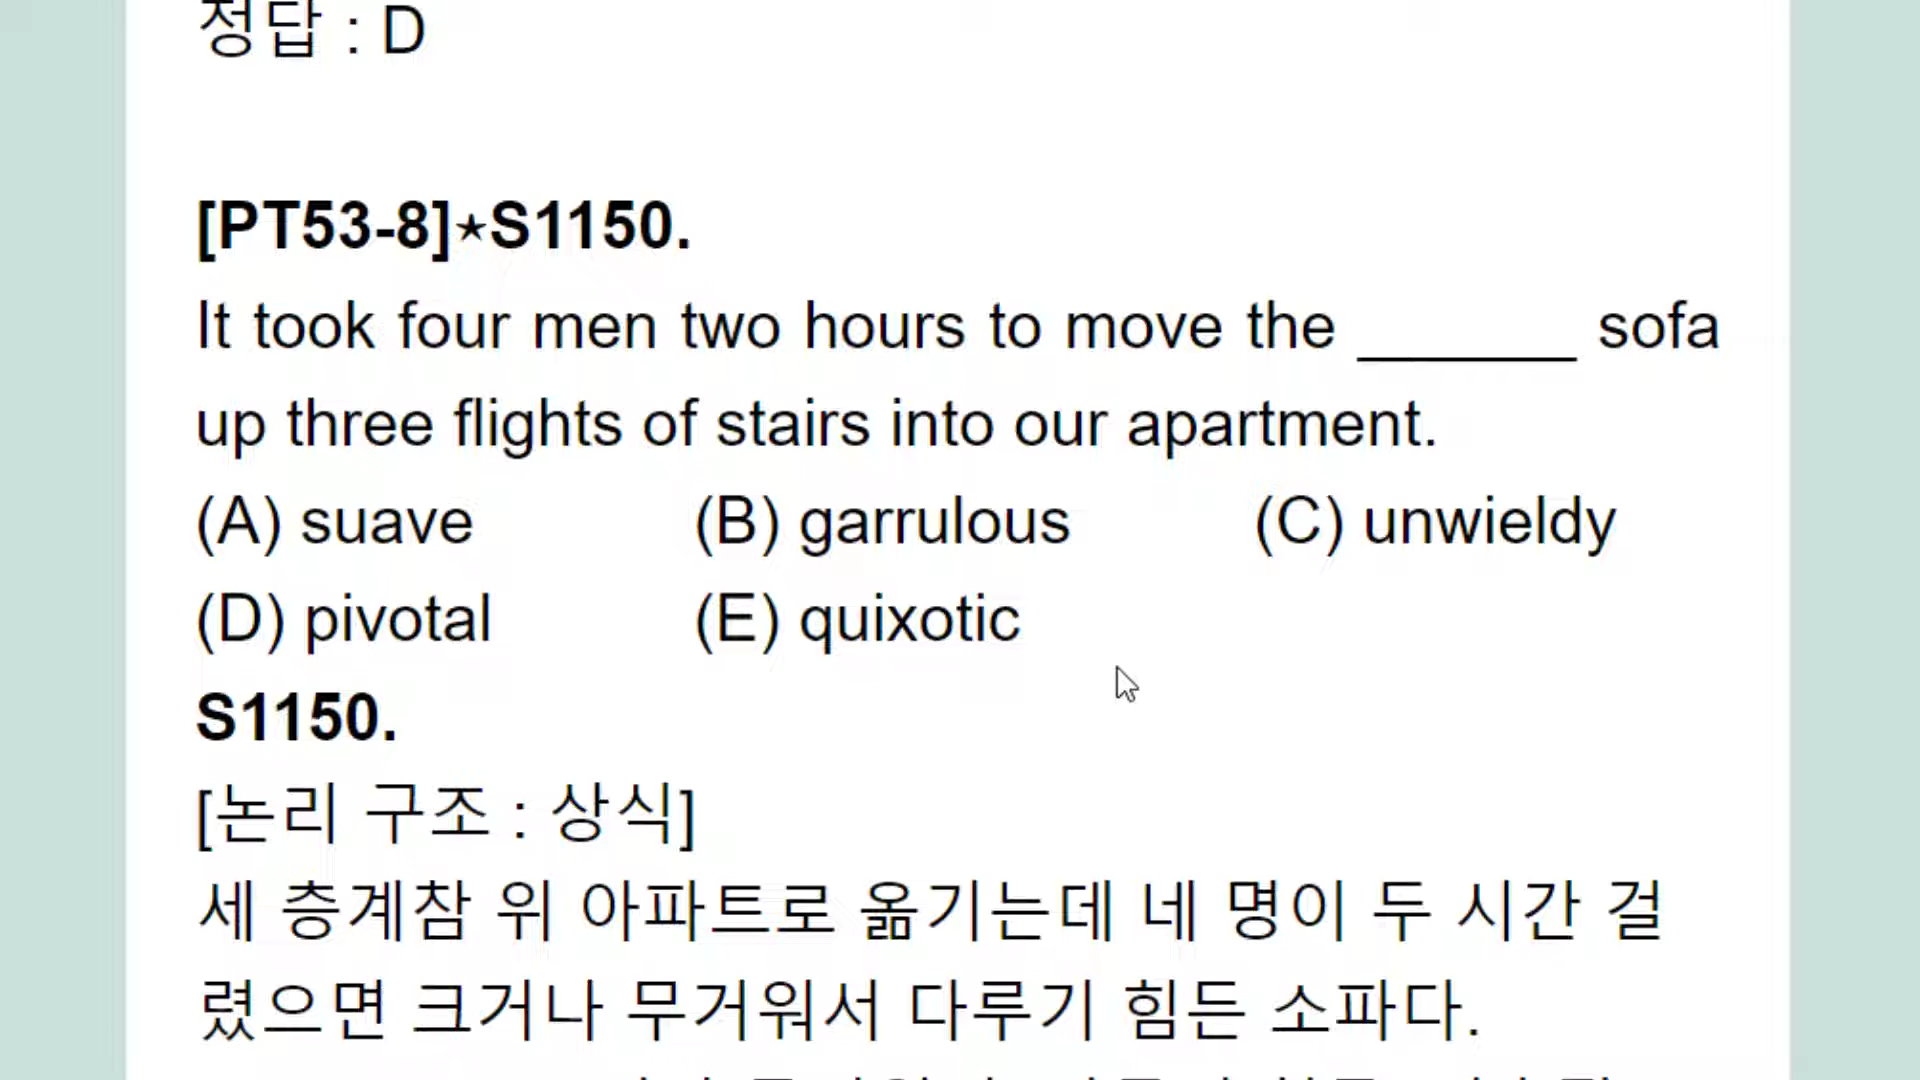 정답 : D
[PT53-8]⋆S1150.
It took four men two hours to move the _______ sofa
up three flights of stairs into our apartment.
(A) suave (B) garrulous (C) unwieldy
(D) pivotal (E) quixotic
S1150.
[논리 구조 : 상식]
세 층계참 위 아파트로 옮기는데 네 명이 두 시간 걸
렸으면 크거나 무거워서 다루기 힘든 소파다.